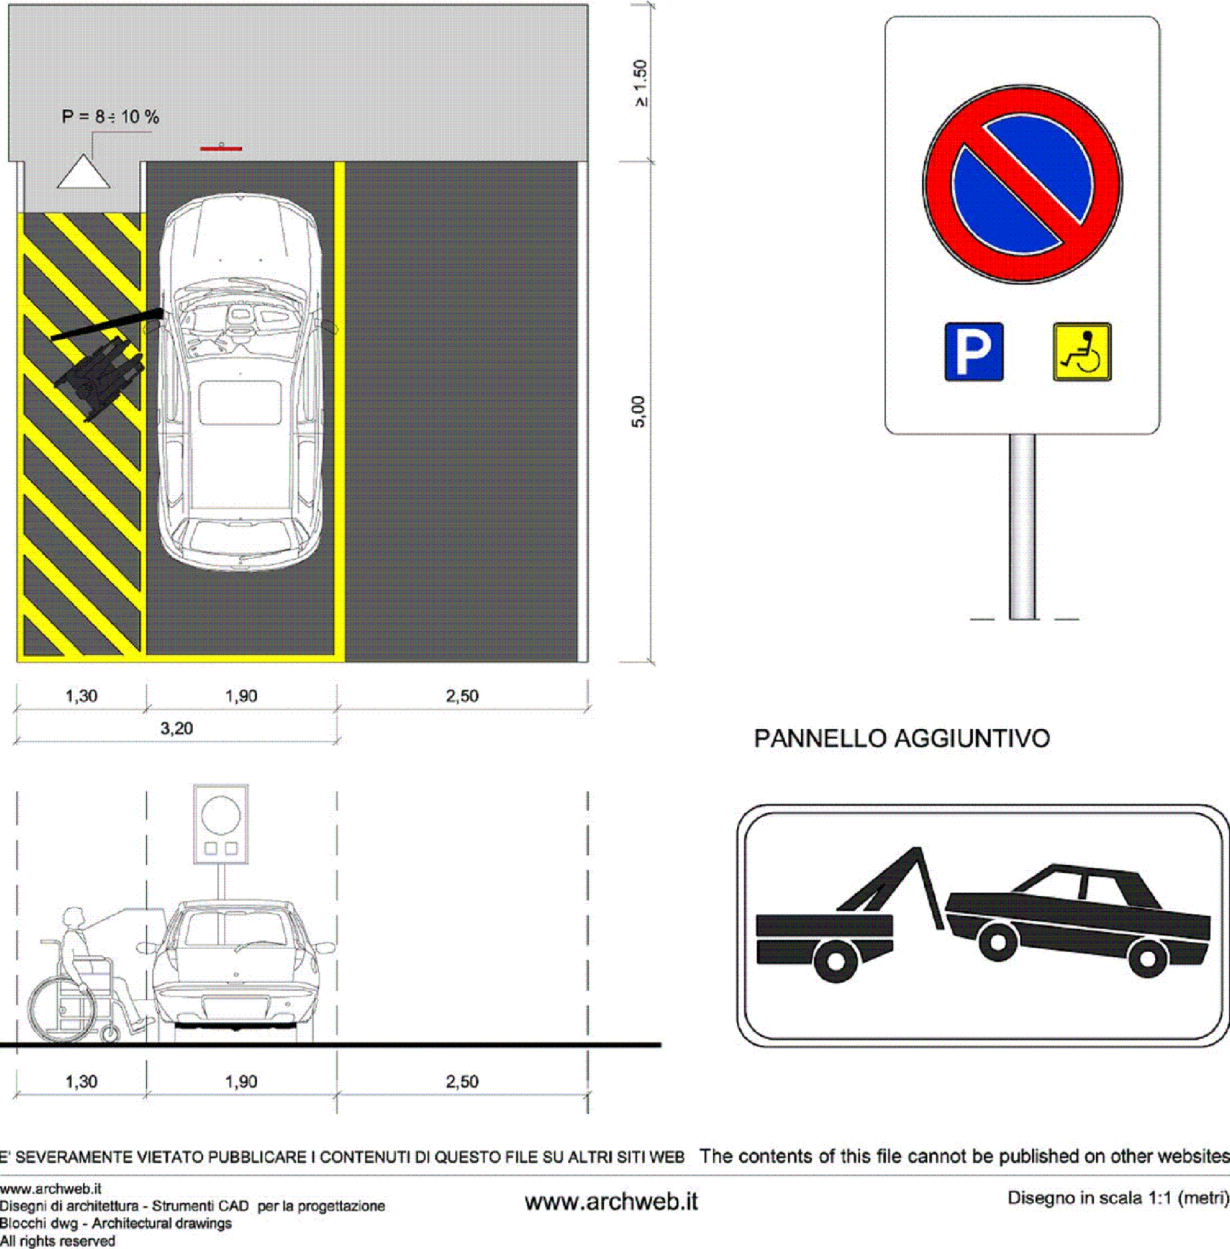 ≥ 1.50
P = 8 ÷ 10 %
5,00
P
1,30
1,90
2,50
3,20
PANNELLO AGGIUNTIVO
1,30
1,90
2,50
E' SEVERAMENTE VIETATO PUBBLICARE I CONTENUTI DI QUESTO FILE SU ALTRI SITI WEB The contents of this file cannot be published on other websites
www.archweb.it
Disegni di architettura - Strumenti CAD per la progettazione
Blocchi dwg - Architectural drawings
All rights reserved
www.archweb.it
Disegno in scala 1:1 (metri)